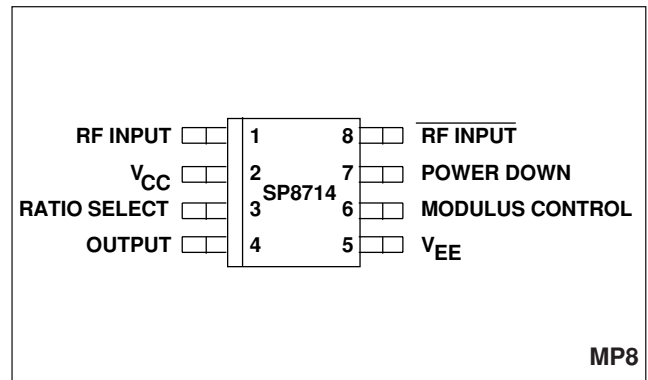 RF INPUT 1 8 RF INPUT
VCC 2 7 POWER DOWN
SP8714
RATIO SELECT 3 6 MODULUS CONTROL
OUTPUT 4 5 VEE
MP8